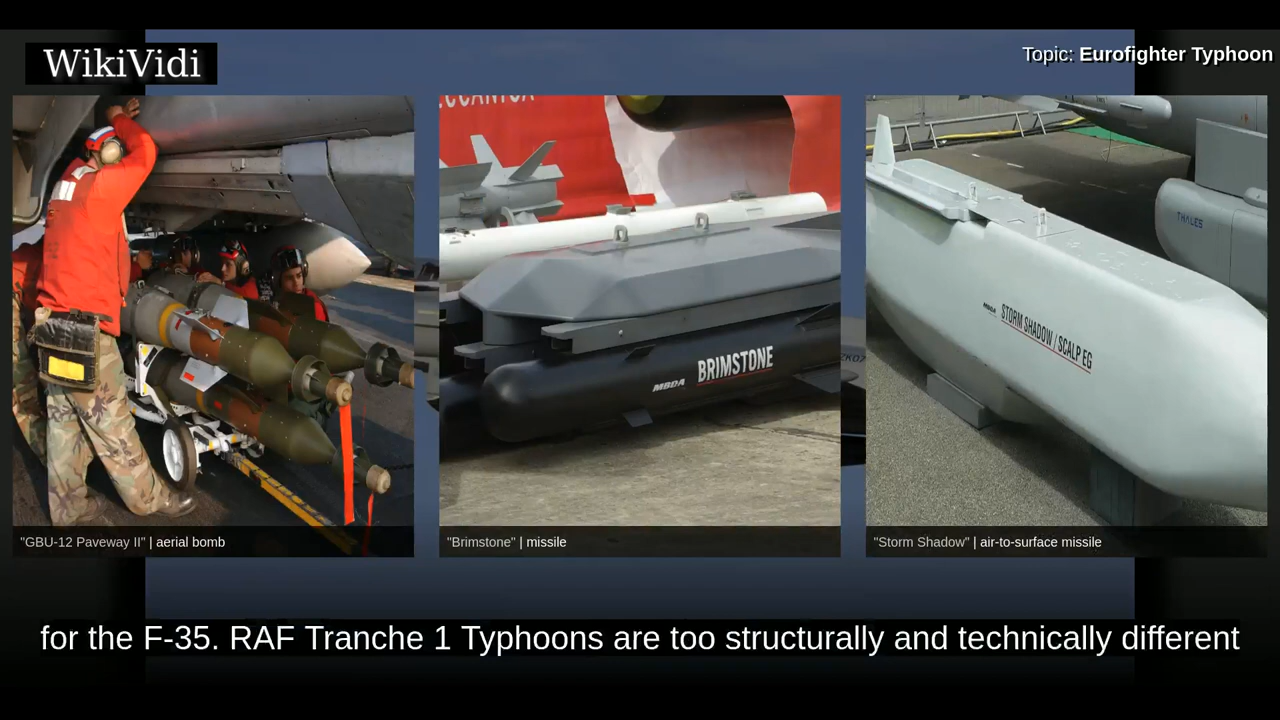 WikiVidi
Topic: Eurofighter Typhoon
MBDA
BRIMSTONE
THALES
MBDA
STORM SHADOW / SCALP EG
"GBU-12 Paveway II" | aerial bomb
"Brimstone" | missile
"Storm Shadow" | air-to-surface missile
for the F-35. RAF Tranche 1 Typhoons are too structurally and technically different